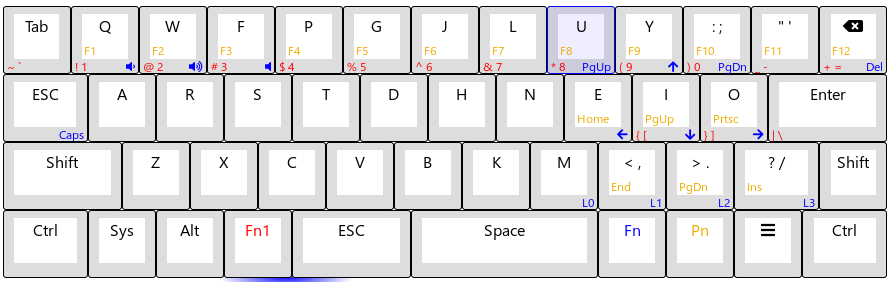 Tab Q W F P G J L U Y : ; " '
F1 F2 F3 F4 F5 F6 F7 F8 F9 F10 F11 F12
~ ` ! 1 @ 2 # 3 $ 4 % 5 ^ 6 & 7 * 8 PgUp ( 9 ) 0 PgDn _ - + = Del
ESC A R S T D H N E I O Enter
Home PgUp Prtsc
Caps { [ } ] | \
Shift Z X C V B K M < , > . ? / Shift
End PgDn Ins
L0 L1 L2 L3
Ctrl Sys Alt Fn1 ESC Space Fn Pn Ctrl